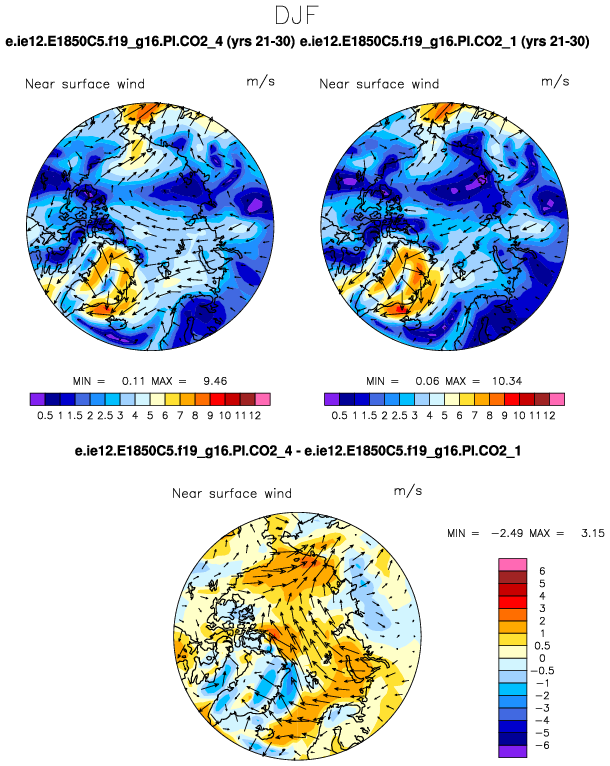 DJF
e.ie12.E1850C5.f19_g16.PI.CO2_4 (yrs 21-30) e.ie12.E1850C5.f19_g16.PI.CO2_1 (yrs 21-30)
Near surface wind m/s Near surface wind m/s
MIN = 0.11 MAX = 9.46 MIN = 0.06 MAX = 10.34
0.5 1 1.5 2 2.5 3 4 5 6 7 8 9 10 11 12 0.5 1 1.5 2 2.5 3 4 5 6 7 8 9 10 11 12
e.ie12.E1850C5.f19_g16.PI.CO2_4 - e.ie12.E1850C5.f19_g16.PI.CO2_1
Near surface wind m/s
MIN = -2.49 MAX = 3.15
6
5
4
3
2
1
0.5
0
-0.5
-1
-2
-3
-4
-5
-6